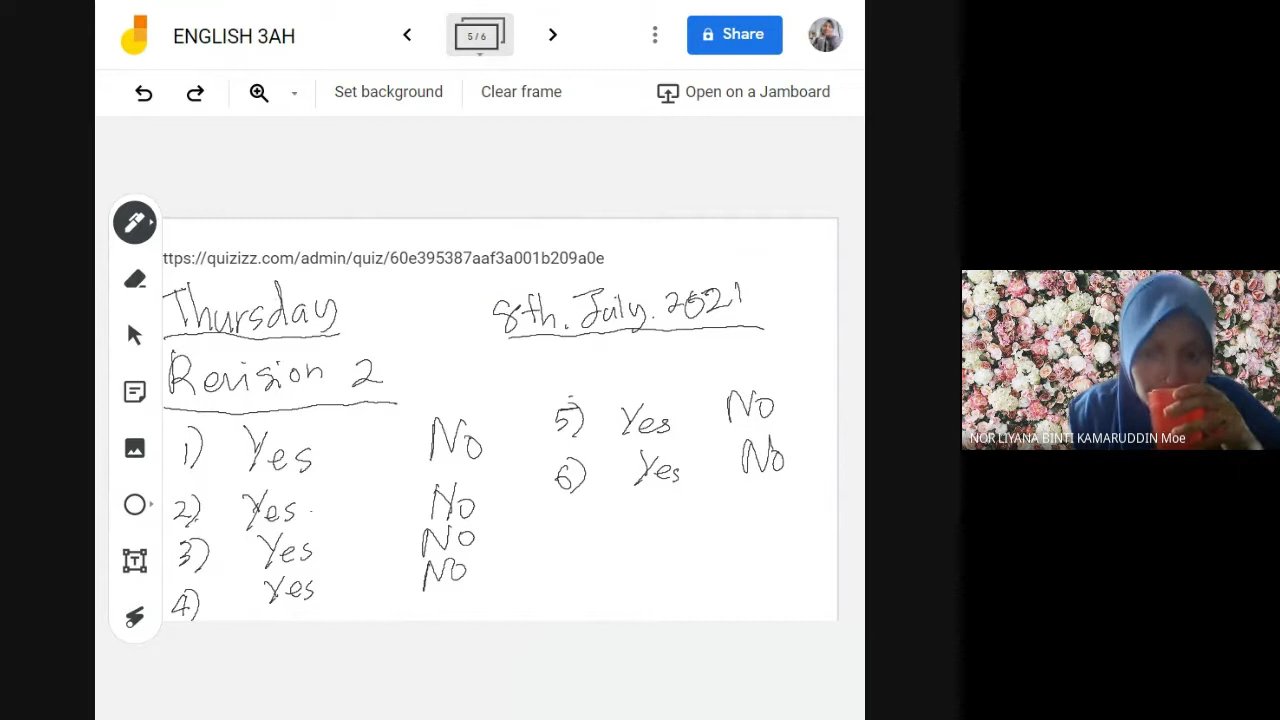 ENGLISH 3AH
5 / 6
Share
Set background
Clear frame
Open on a Jamboard
ttps://quizizz.com/admin/quiz/60e395387aaf3a001b209a0e
Thursday
8th. July. 2021
Revision 2
1) Yes No
2) Yes No
3) Yes No
4) Yes No
5) Yes No
6) Yes No
NOR LIYANA BINTI KAMARUDDIN Moe